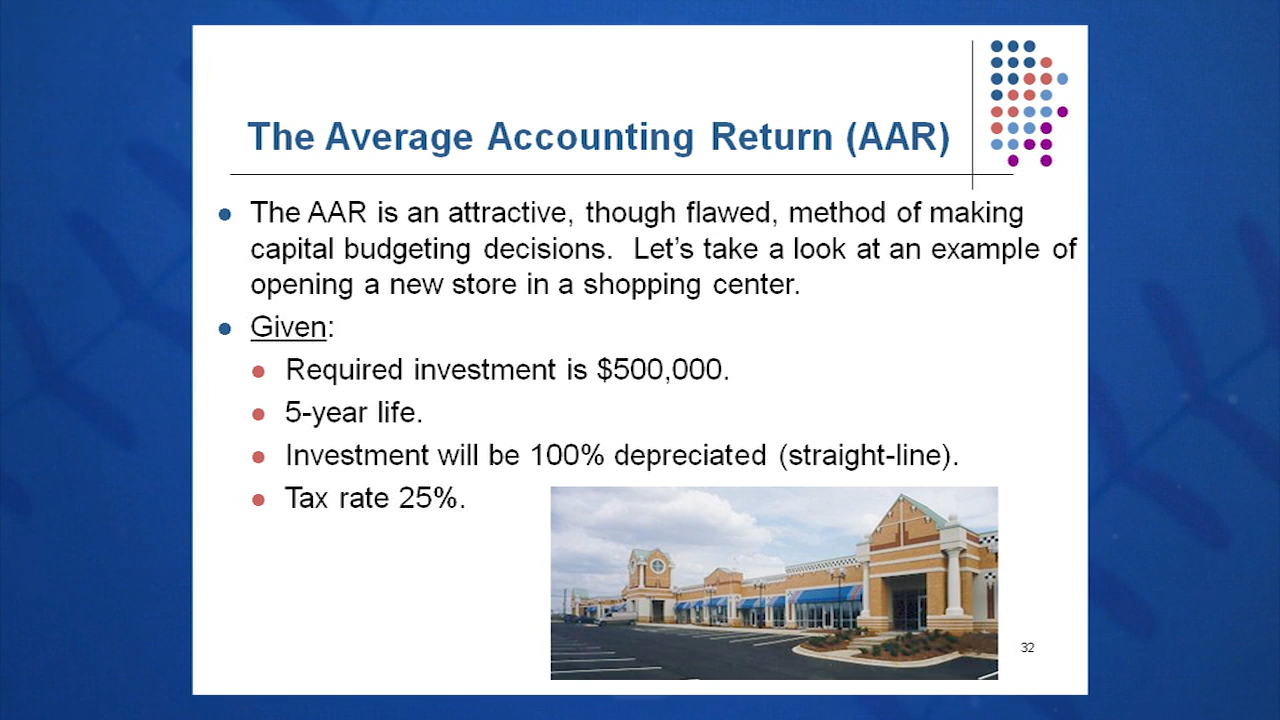 The Average Accounting Return (AAR)
The AAR is an attractive, though flawed, method of making
capital budgeting decisions. Let’s take a look at an example of
opening a new store in a shopping center.
Given:
Required investment is $500,000.
5-year life.
Investment will be 100% depreciated (straight-line).
Tax rate 25%.
32